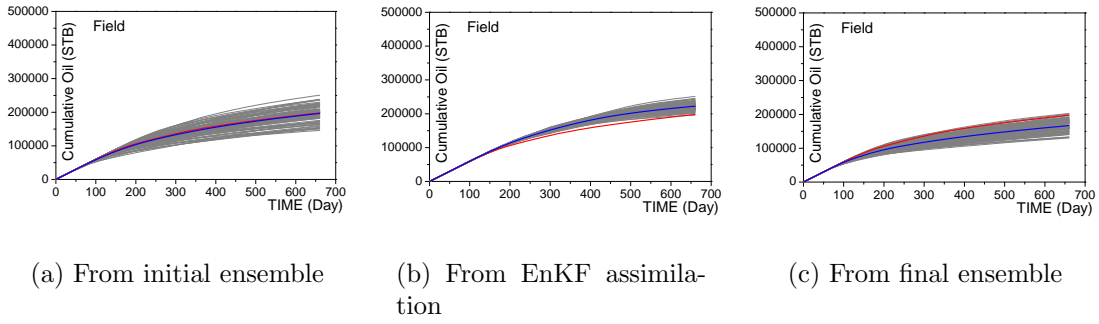 500000
400000
300000
200000
100000
0
0 100 200 300 400 500 600 700
Cumulative Oil (STB)
Field
TIME (Day)
(a) From initial ensemble
500000
400000
300000
200000
100000
0
0 100 200 300 400 500 600 700
Cumulative Oil (STB)
Field
TIME (Day)
(b) From EnKF assimila-
tion
500000
400000
300000
200000
100000
0
0 100 200 300 400 500 600 700
Cumulative Oil (STB)
Field
TIME (Day)
(c) From final ensemble